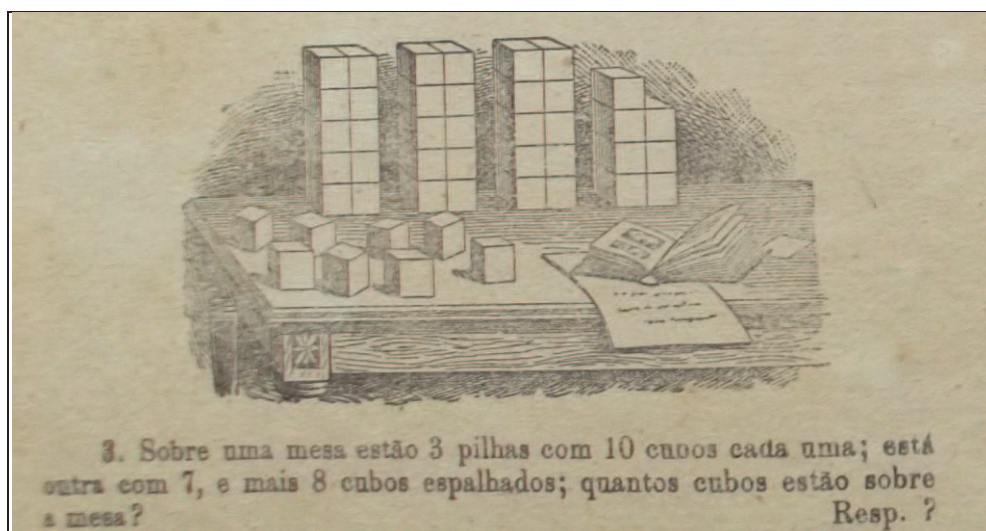 3. Sobre uma mesa estão 3 pilhas com 10 cubos cada uma; está
outra com 7, e mais 8 cubos espalhados; quantos cubos estão sobre
a mesa? Resp. ?